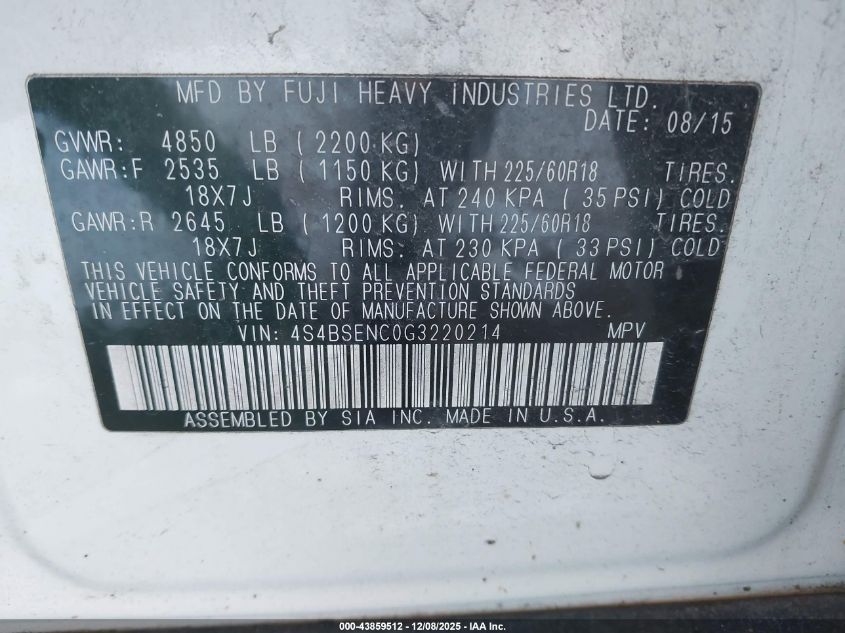 MFD BY FUJI HEAVY INDUSTRIES LTD.
DATE: 08/15
GVWR: 4850 LB ( 2200 KG)
GAWR:F 2535 LB ( 1150 KG) WITH 225/60R18 TIRES.
18X7J RIMS. AT 240 KPA ( 35 PSI) COLD
GAWR:R 2645 LB ( 1200 KG) WITH 225/60R18 TIRES.
18X7J RIMS. AT 230 KPA ( 33 PSI) COLD
THIS VEHICLE CONFORMS TO ALL APPLICABLE FEDERAL MOTOR
VEHICLE SAFETY AND THEFT PREVENTION STANDARDS
IN EFFECT ON THE DATE OF MANUFACTURE SHOWN ABOVE.
VIN: 4S4BSENC0G3220214 MPV
ASSEMBLED BY SIA INC. MADE IN U.S.A.
000-43859512 - 12/08/2025 - IAA Inc.